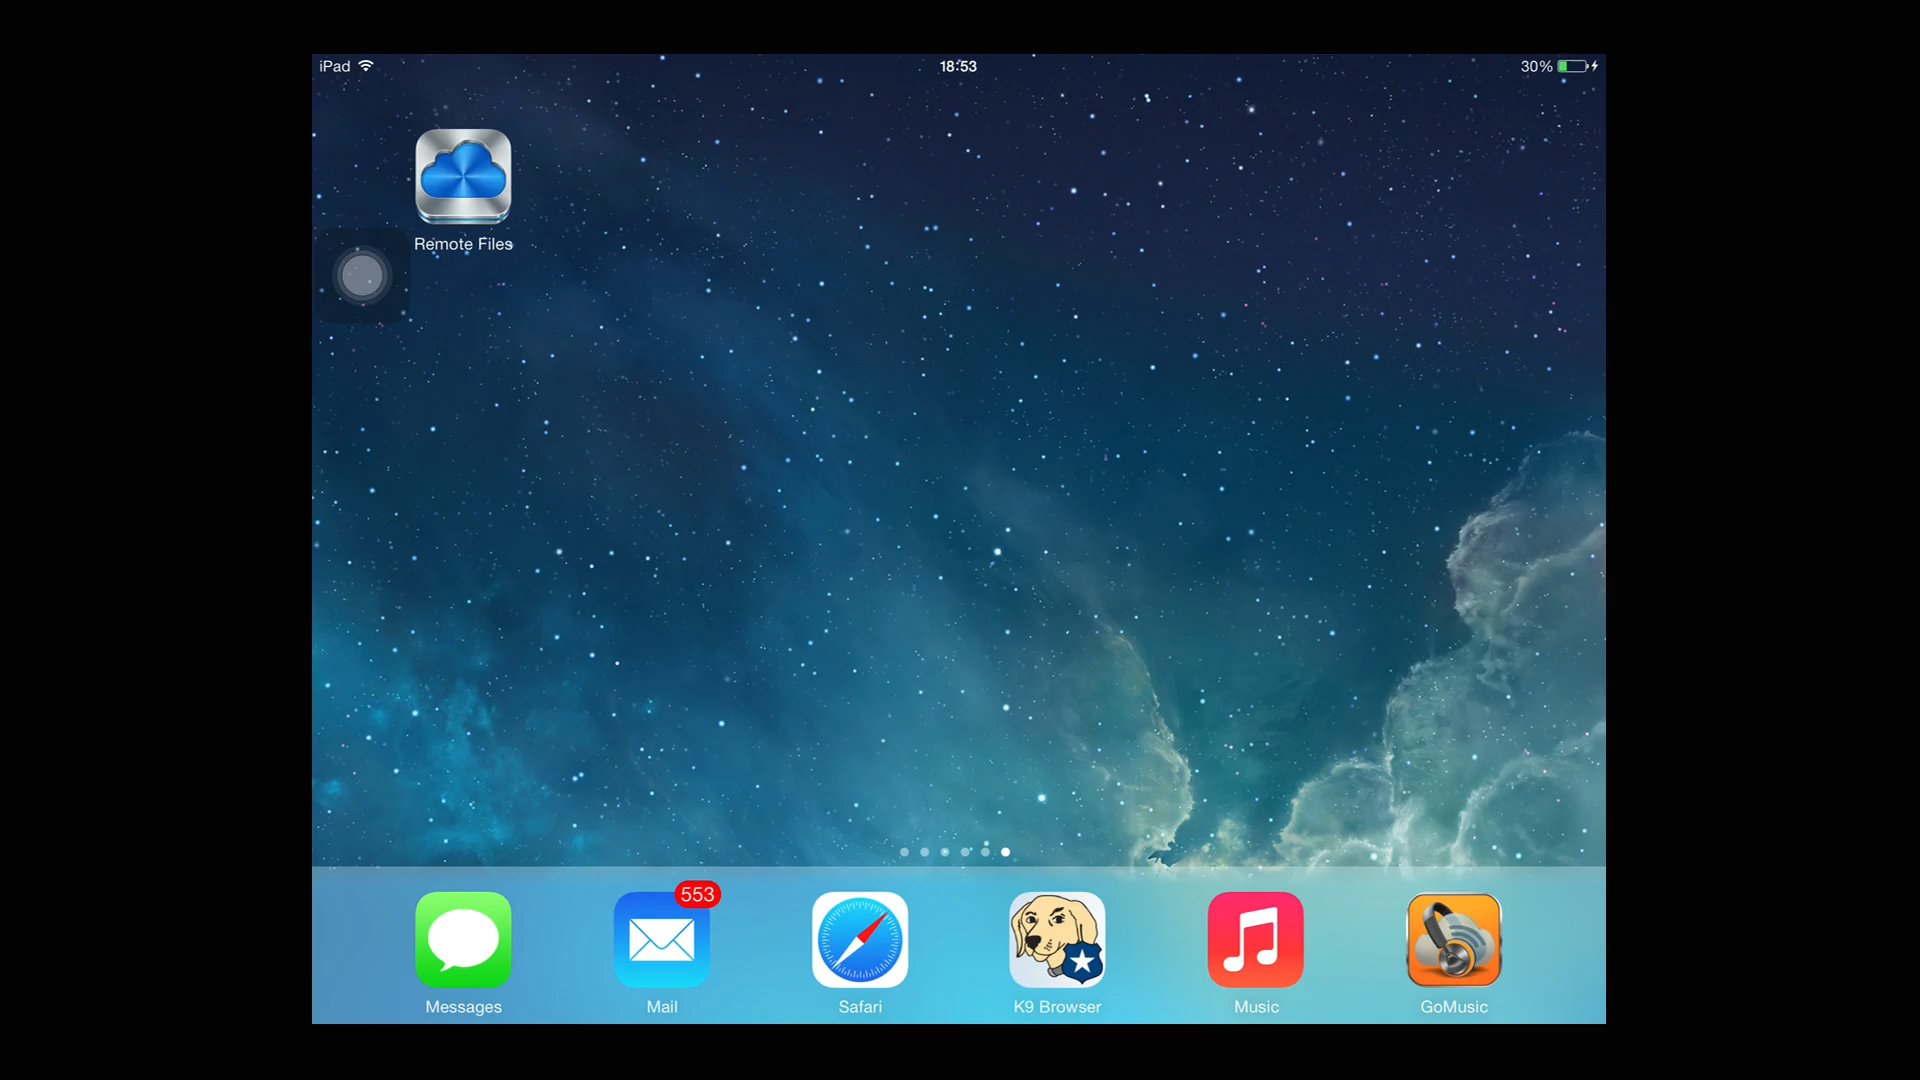 iPad 18:53 30%
Remote Files
553
Messages Mail Safari K9 Browser Music GoMusic